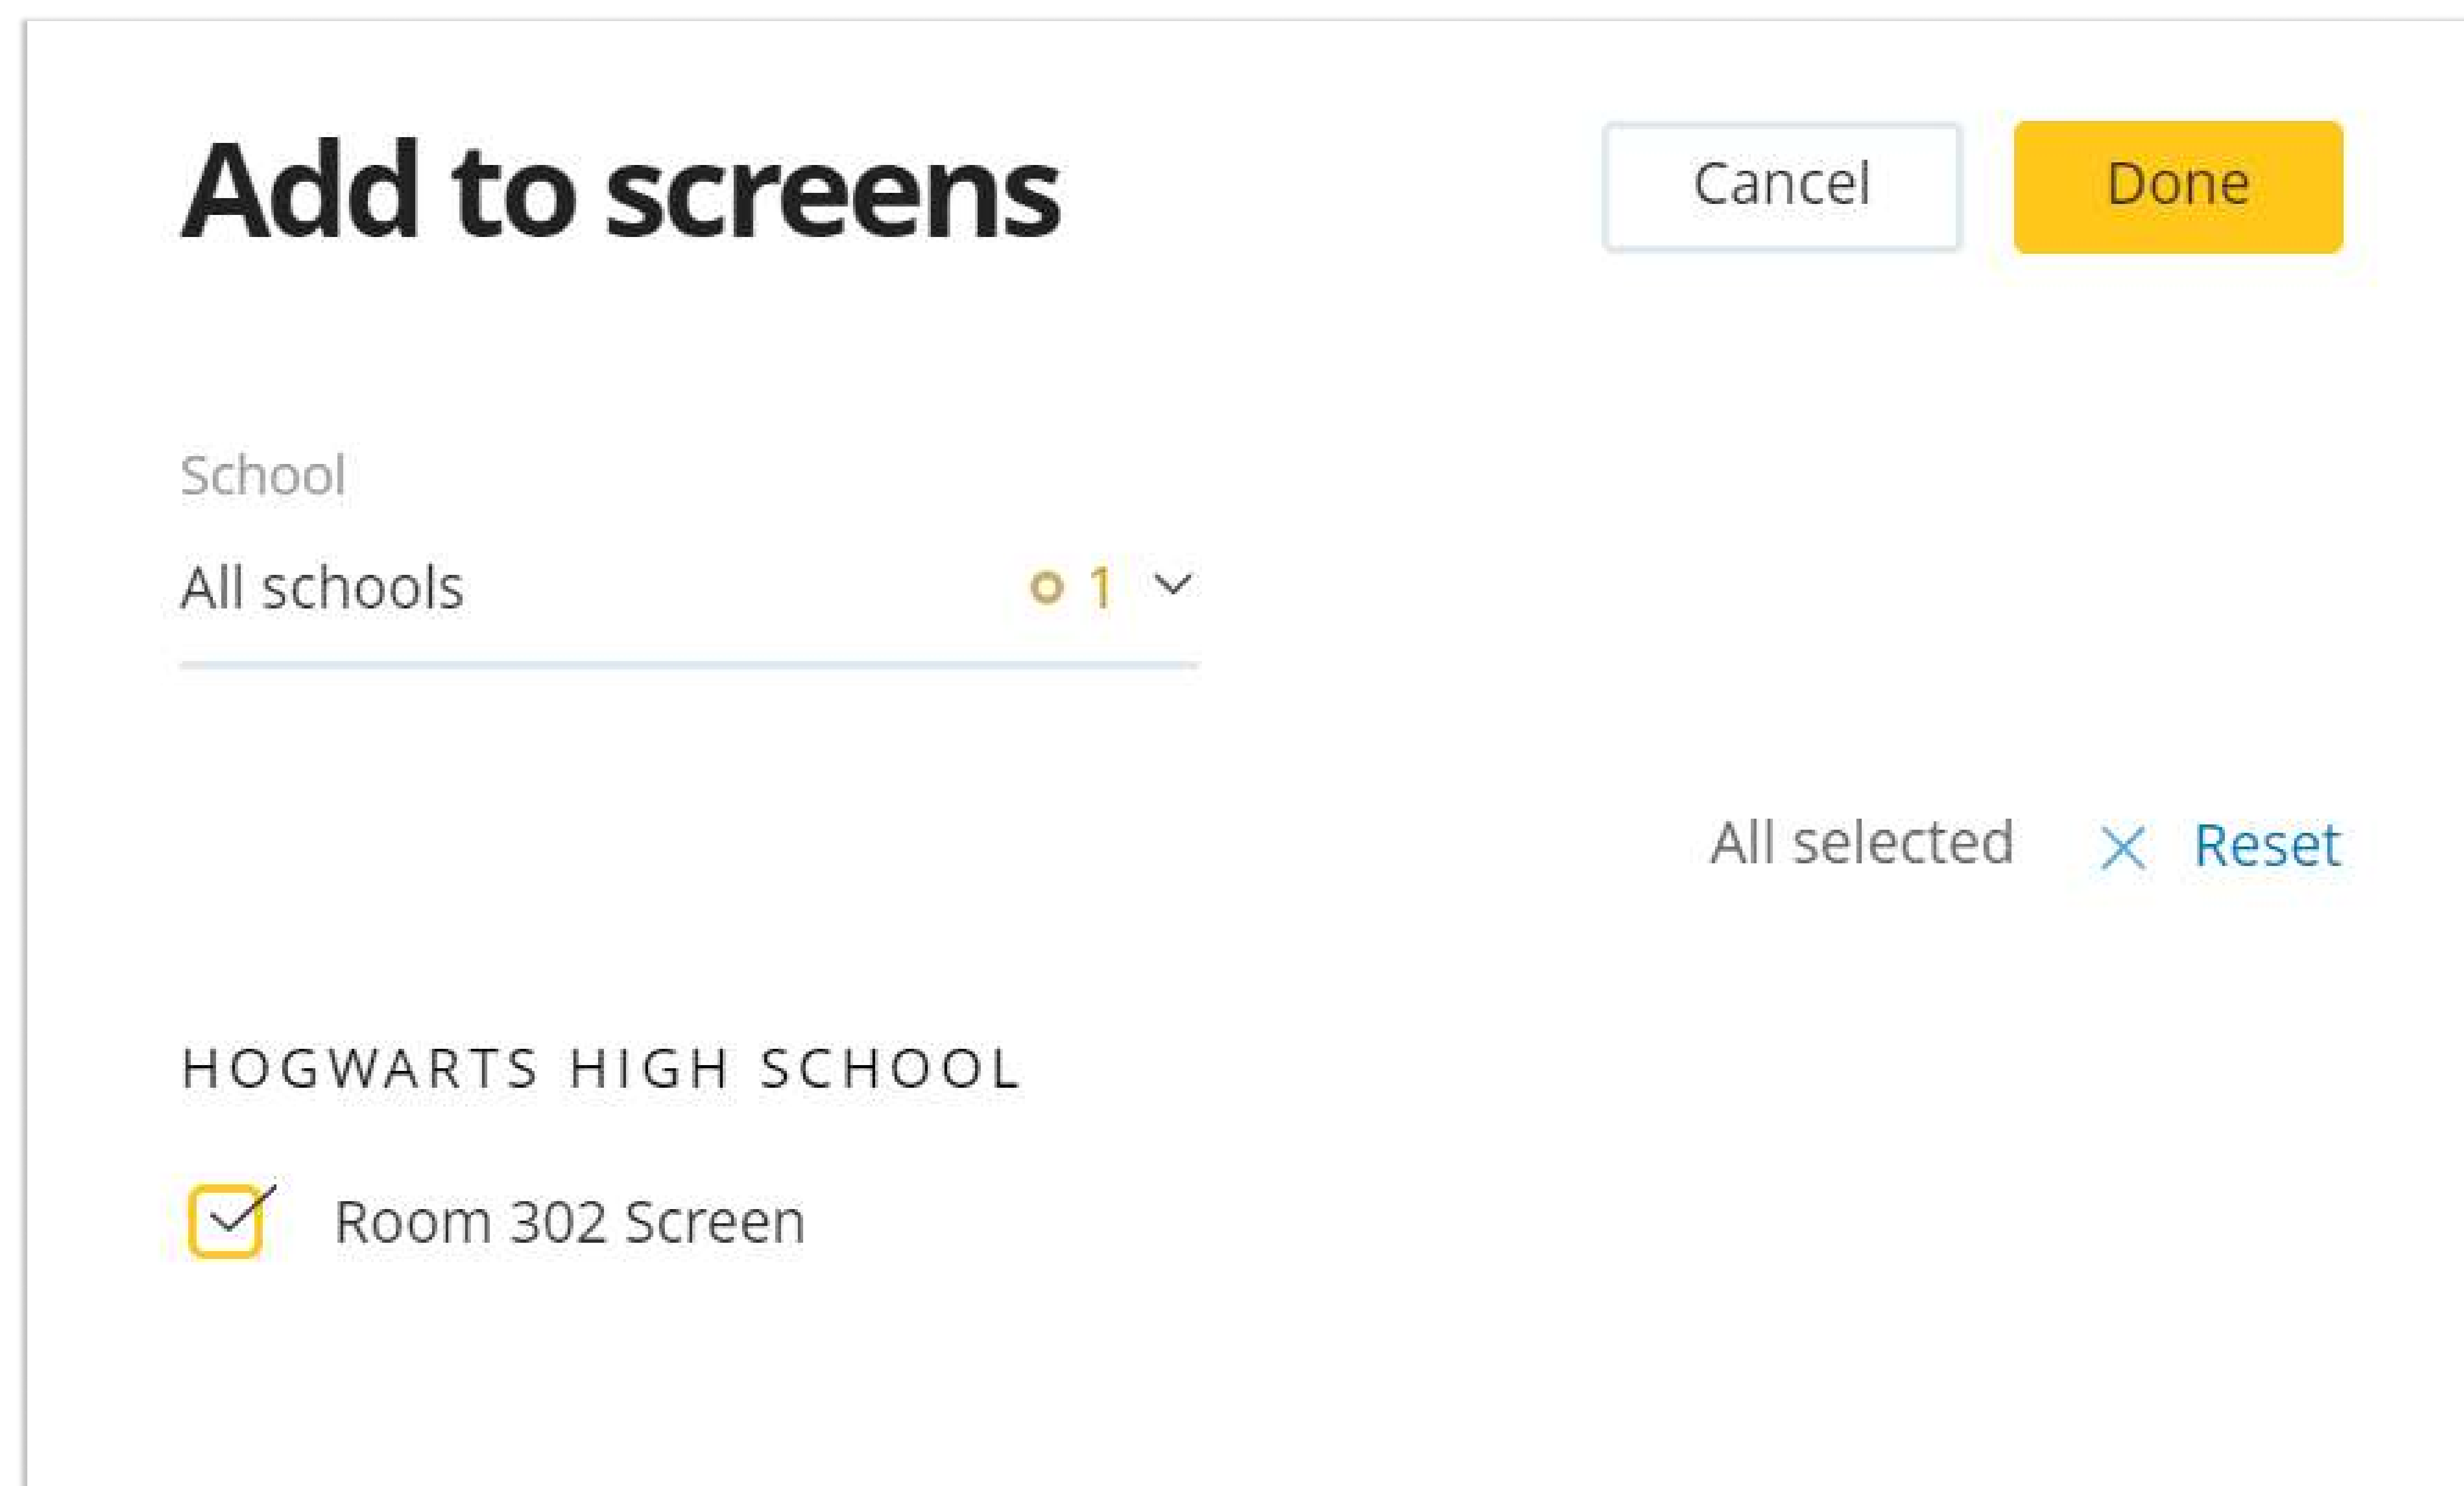 Add to screens
Cancel
Done
School
All schools
1
All selected
Reset
HOGWARTS HIGH SCHOOL
Room 302 Screen